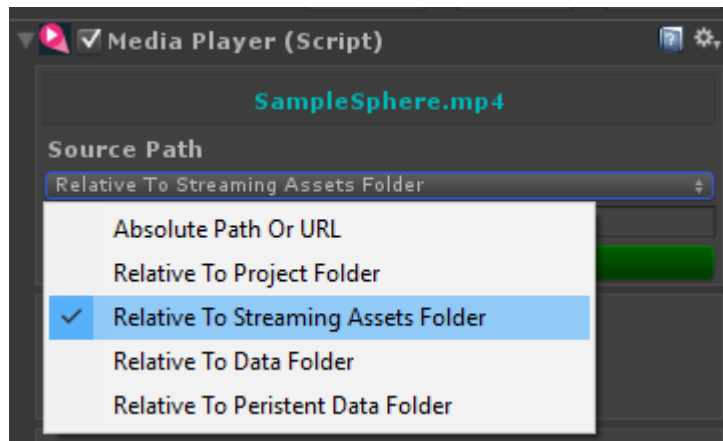 Media Player (Script)
SampleSphere.mp4
Source Path
Relative To Streaming Assets Folder
Absolute Path Or URL
Relative To Project Folder
Relative To Streaming Assets Folder
Relative To Data Folder
Relative To Peristent Data Folder